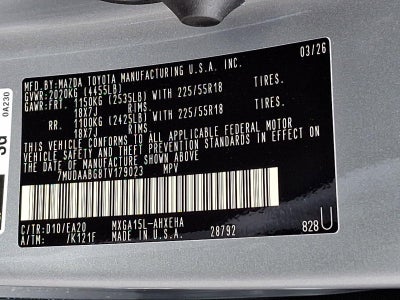 MFD.BY:MAZDA TOYOTA MANUFACTURING U.S.A. INC. 03/26
GVWR:2020KG (4455LB)
GAWR:FRT. 1150KG (2535LB) WITH 225/55R18 TIRES.
18X7J RIMS.
RR. 1100KG (2425LB) WITH 225/55R18 TIRES.
18X7J RIMS.
THIS VEHICLE CONFORMS TO ALL APPLICABLE FEDERAL MOTOR
VEHICLE SAFETY AND THEFT PREVENTION STANDARDS IN EFFECT ON
THE DATE OF MANUFACTURE SHOWN ABOVE.
7MUDAABG8TV179023 MPV
C/TR:D10/EA20 MXGA15L-AHXEHA
A/TM: /K121F MADE IN U.S.A. 28792 828U
0A230